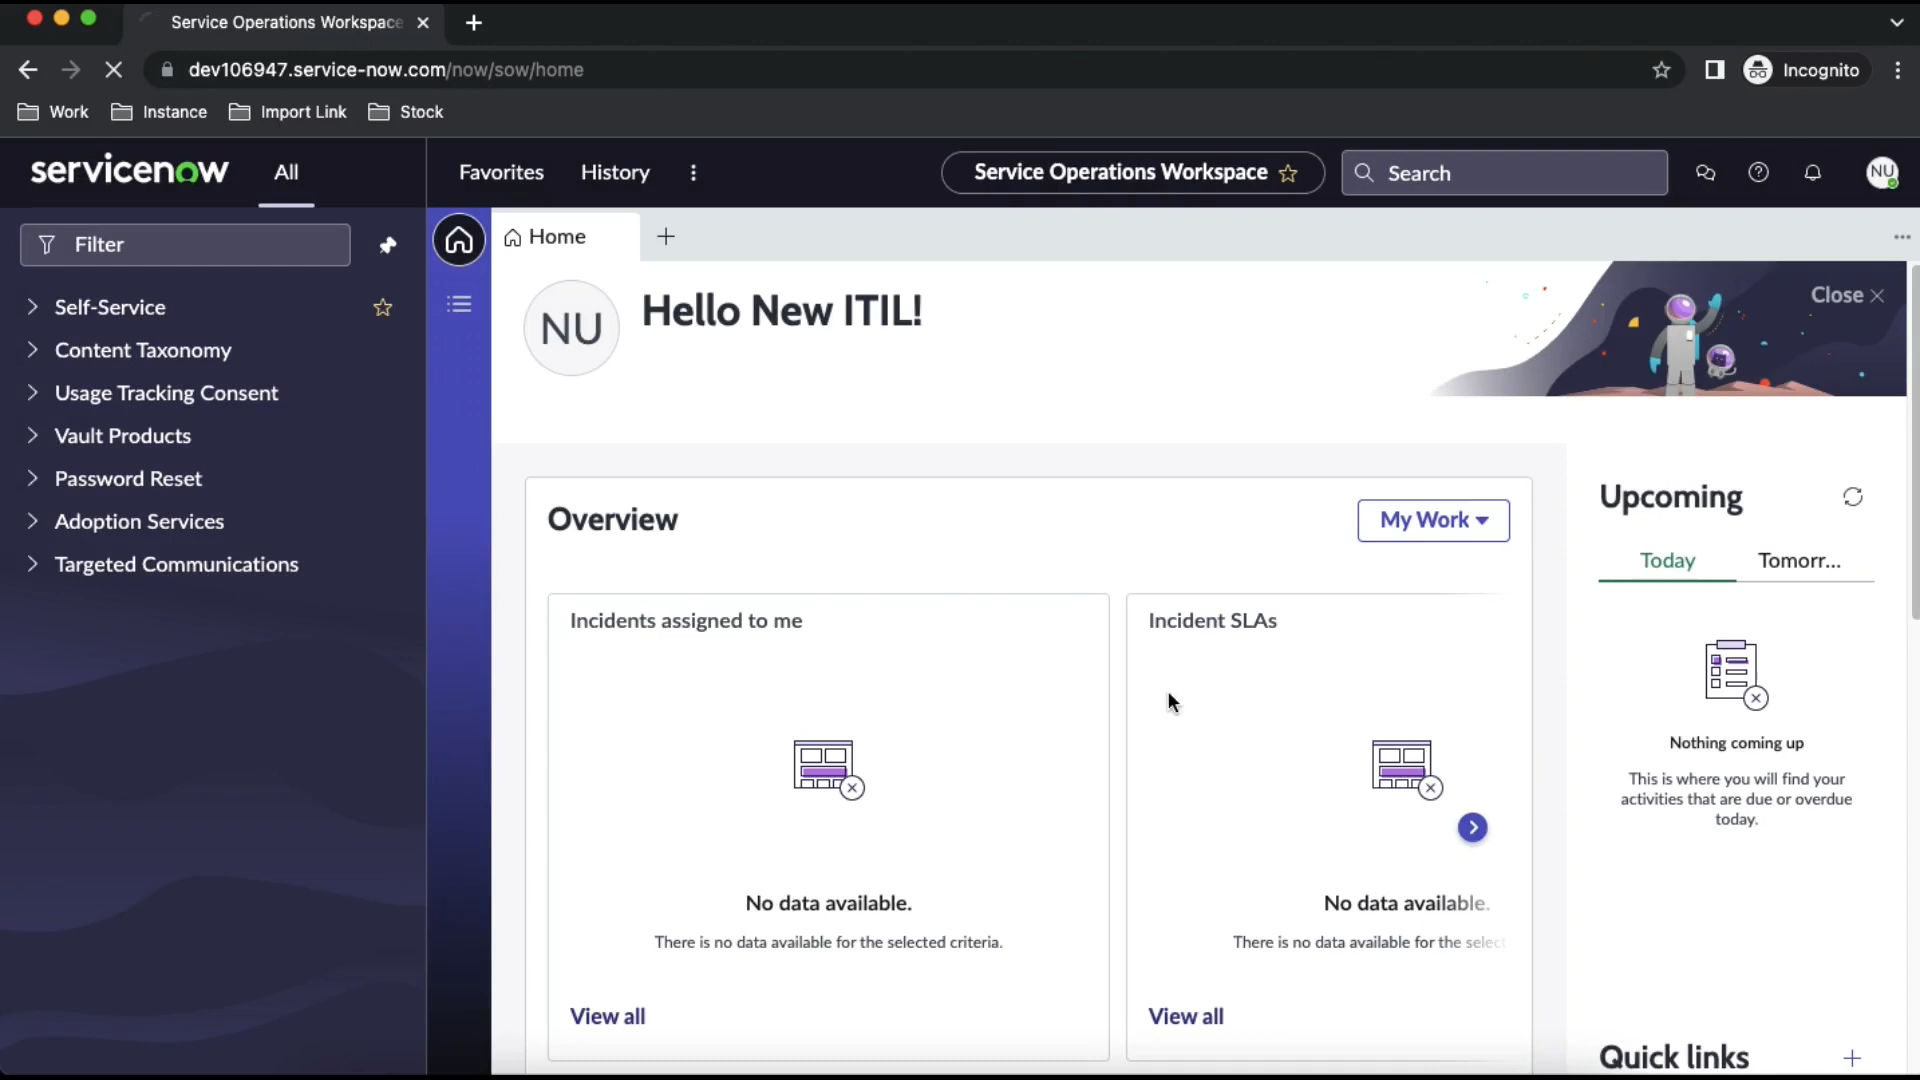 Service Operations Workspace
dev106947.service-now.com/now/sow/home
Incognito
Work
Instance
Import Link
Stock
servicenow
All
Favorites
History
Service Operations Workspace
Search
NU
Filter
Self-Service
Content Taxonomy
Usage Tracking Consent
Vault Products
Password Reset
Adoption Services
Targeted Communications
Home
NU
Hello New ITIL!
Close
Overview
My Work
Incidents assigned to me
No data available.
There is no data available for the selected criteria.
View all
Incident SLAs
No data available.
There is no data available for the select
View all
Upcoming
Today
Tomorr...
Nothing coming up
This is where you will find your
activities that are due or overdue
today.
Quick links